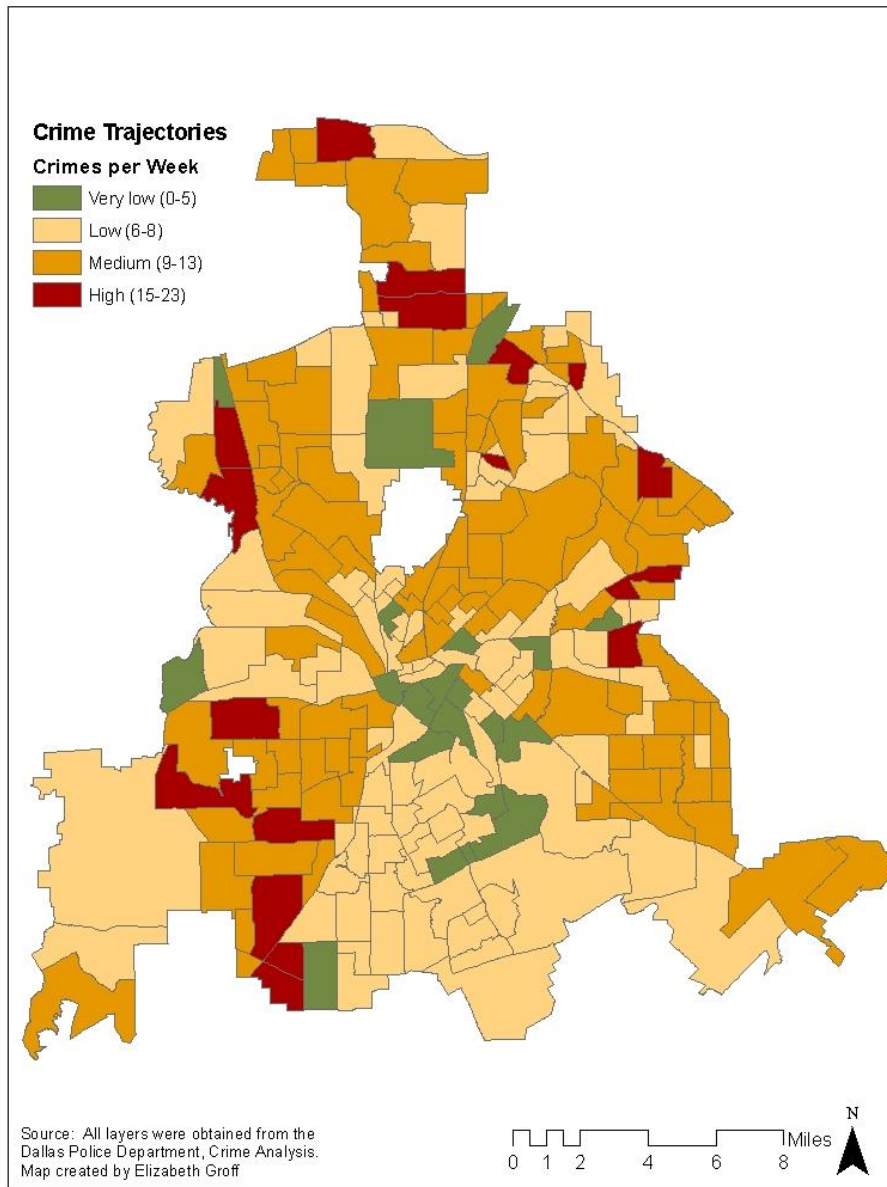 Crime Trajectories
Crimes per Week
Very low (0-5)
Low (6-8)
Medium (9-13)
High (15-23)
Source: All layers were obtained from the
Dallas Police Department, Crime Analysis.
Map created by Elizabeth Groff
Miles
0 1 2 4 6 8
N